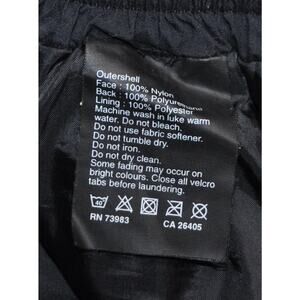 Outershell
Face : 100% Nylon
Back : 100% Polyurethane
Lining : 100% Polyester
Machine wash in luke warm
water. Do not bleach.
Do not use fabric softener.
Do not tumble dry.
Do not iron.
Do not dry clean.
Some fading may occur on
bright colours. Close all velcro
tabs before laundering.
40
RN 73983 CA 26405